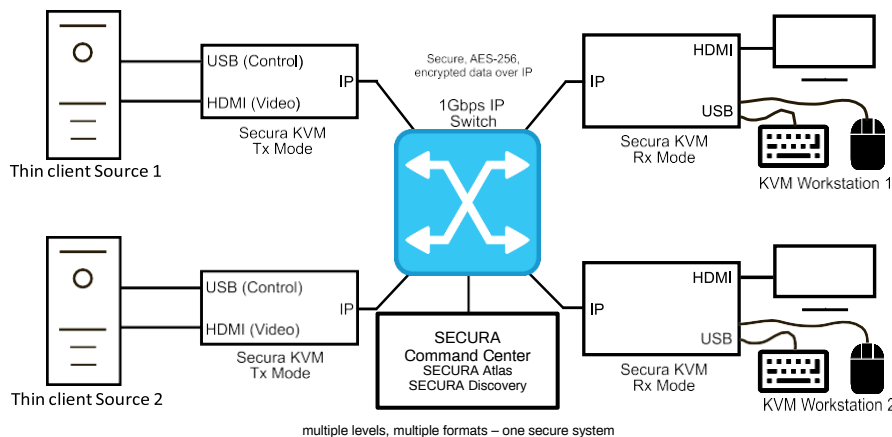 USB (Control)
HDMI (Video)
IP
Secura KVM
Tx Mode
Thin client Source 1
Secure, AES-256,
encrypted data over IP
1Gbps IP
Switch
IP
HDMI
USB
Secura KVM
Rx Mode
KVM Workstation 1
USB (Control)
HDMI (Video)
IP
Secura KVM
Tx Mode
Thin client Source 2
SECURA
Command Center
SECURA Atlas
SECURA Discovery
IP
HDMI
USB
Secura KVM
Rx Mode
KVM Workstation 2
multiple levels, multiple formats – one secure system